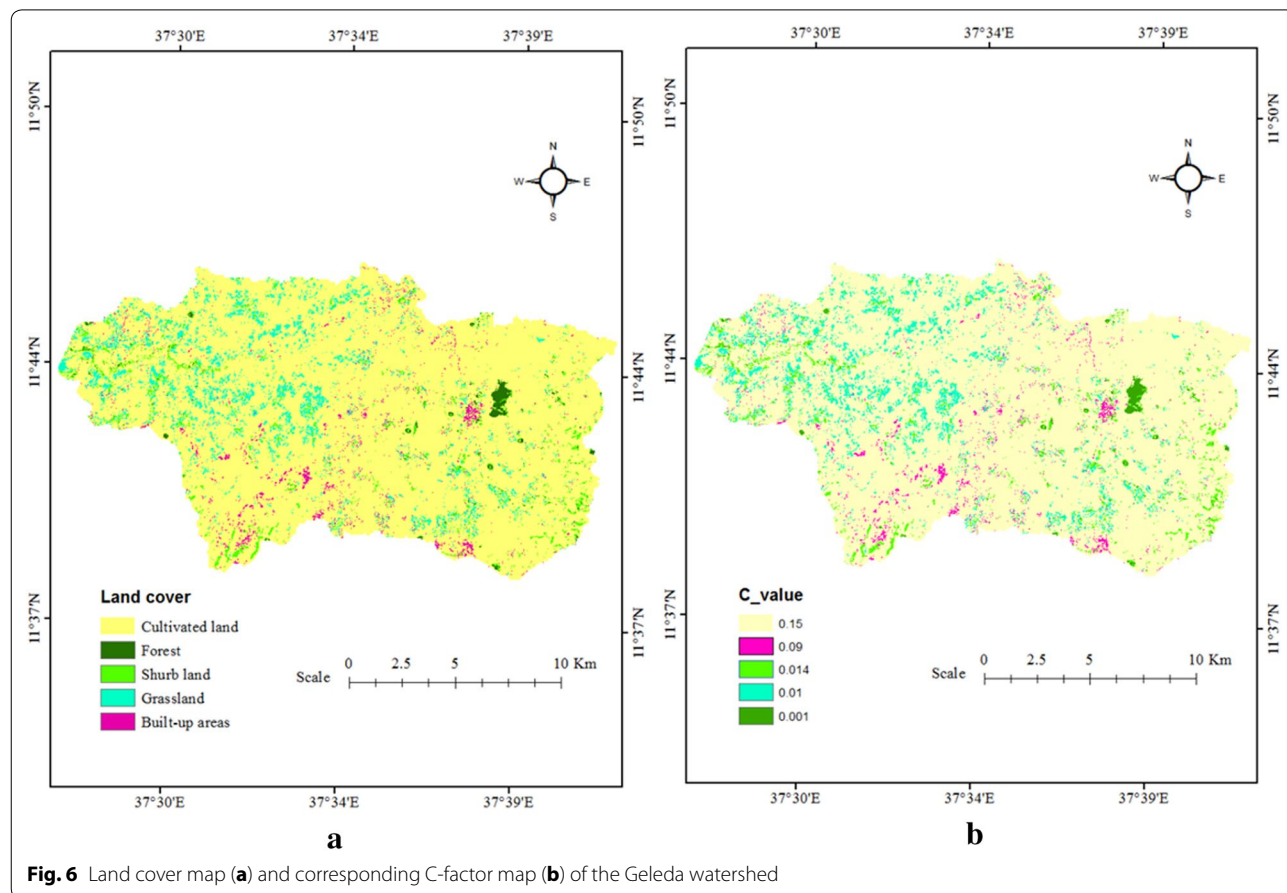 37°30'E 37°34'E 37°39'E
11°50'N 11°50'N
N
W E
S
11°44'N 11°44'N
Land cover
Cultivated land
Forest
Shurb land
Grassland
Built-up areas
11°37'N 11°37'N
0 2.5 5 10 Km
Scale
37°30'E 37°34'E 37°39'E
a
37°30'E 37°34'E 37°39'E
11°50'N 11°50'N
N
W E
S
11°44'N 11°44'N
C_value
0.15
0.09
0.014
0.01
0.001
11°37'N 11°37'N
0 2.5 5 10 Km
Scale
37°30'E 37°34'E 37°39'E
b
Fig. 6 Land cover map (a) and corresponding C-factor map (b) of the Geleda watershed